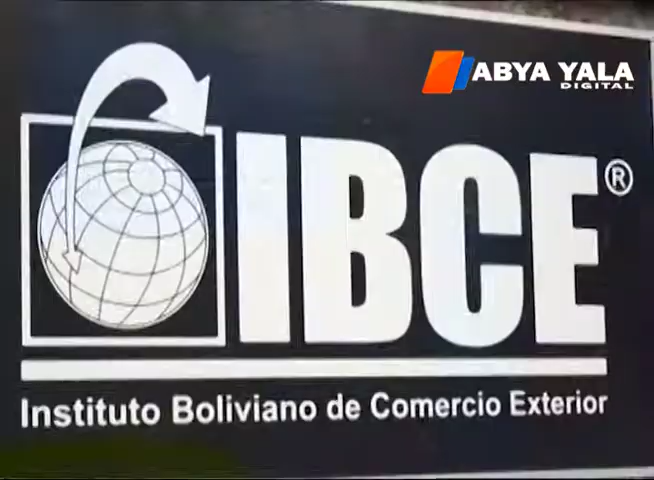 ABYA YALA
DIGITAL
IBCE®
Instituto Boliviano de Comercio Exterior